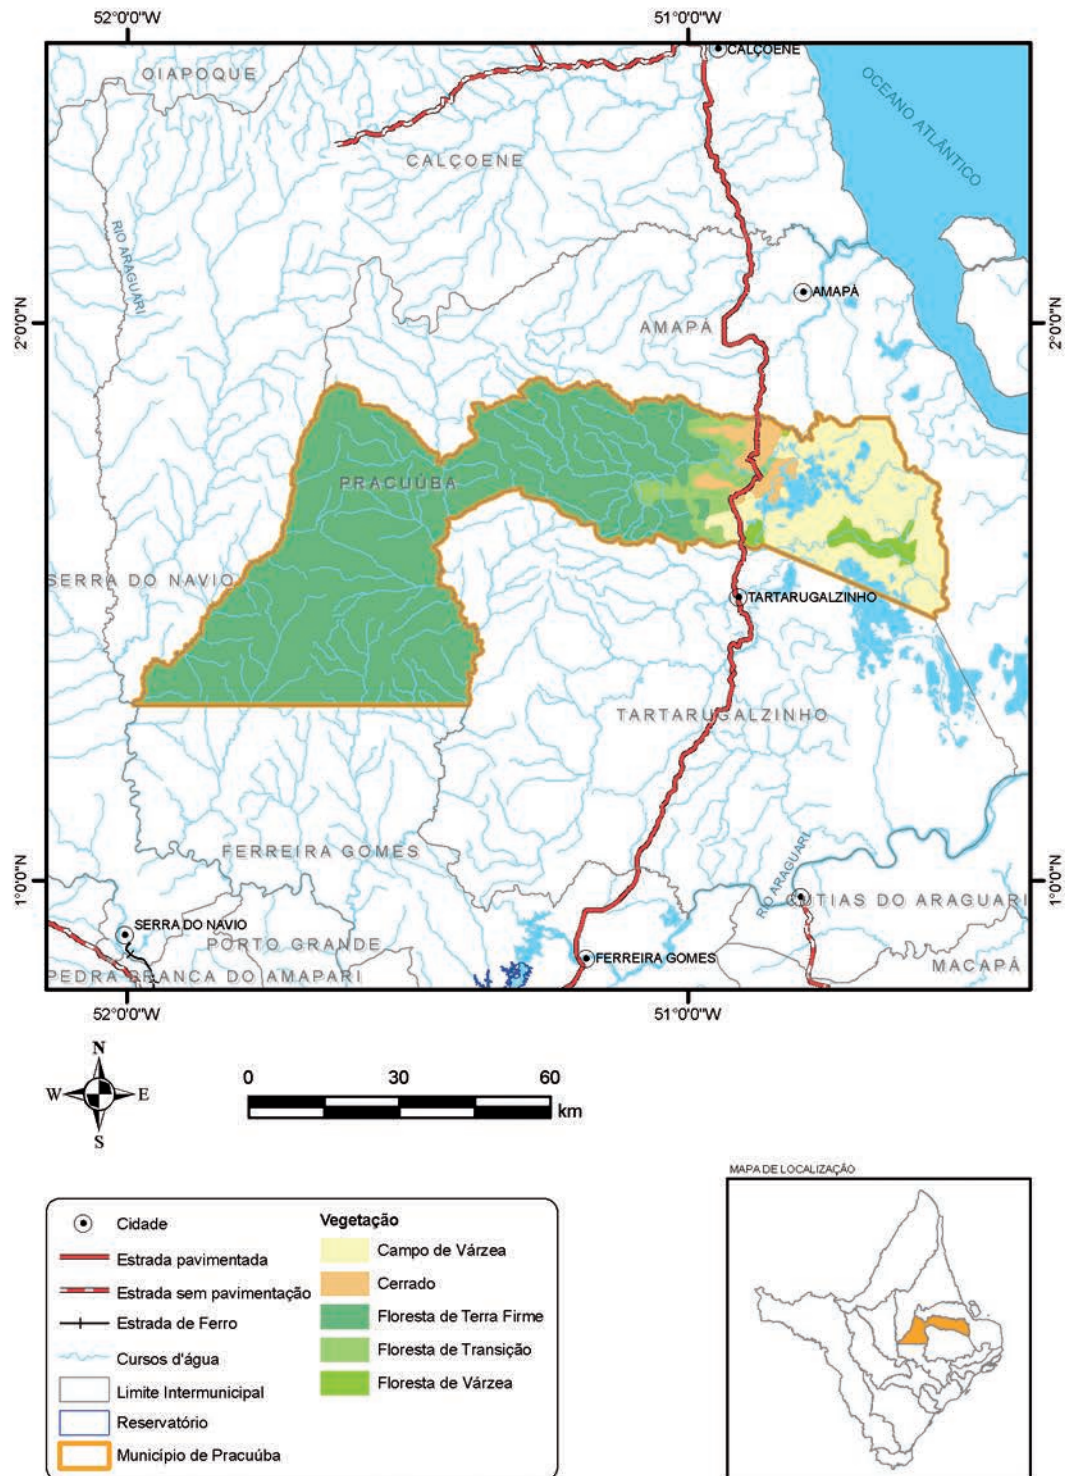 52°0'0"W
51°0'0"W
CALÇOENE
OIAPOQUE
OCEANO ATLÂNTICO
CALÇOENE
RIO ARAGUARI
AMAPÁ
2°0'0"N
AMAPÁ
2°0'0"N
PRACUÚBA
SERRA DO NAVIO
TARTARUGALZINHO
TARTARUGALZINHO
FERREIRA GOMES
1°0'0"N
RIO ARAGUARI
1°0'0"N
CUTIAS DO ARAGUARI
SERRA DO NAVIO
PORTO GRANDE
FERREIRA GOMES
MACAPÁ
PEDRA BRANCA DO AMAPARI
52°0'0"W
51°0'0"W
N
W
E
S
0 30 60
km
MAPA DE LOCALIZAÇÃO
Cidade
Estrada pavimentada
Estrada sem pavimentação
Estrada de Ferro
Cursos d'água
Limite Intermunicipal
Reservatório
Município de Pracuúba
Vegetação
Campo de Várzea
Cerrado
Floresta de Terra Firme
Floresta de Transição
Floresta de Várzea